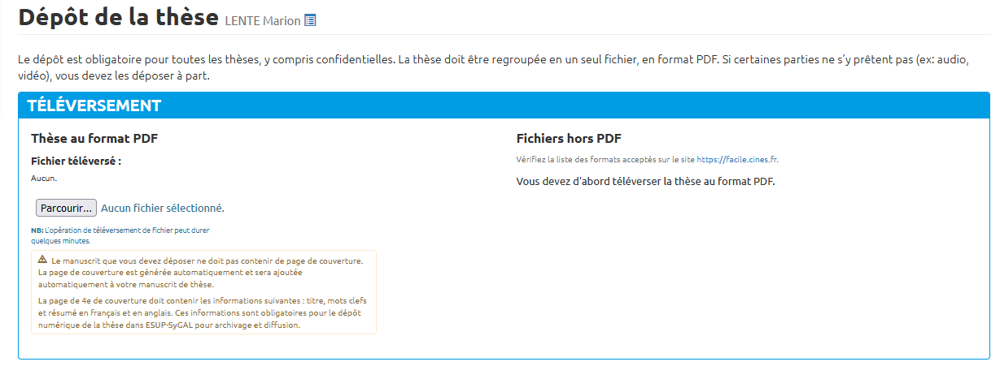 Dépôt de la thèse LENTE Marion
Le dépôt est obligatoire pour toutes les thèses, y compris confidentielles. La thèse doit être regroupée en un seul fichier, en format PDF. Si certaines parties ne s'y prêtent pas (ex: audio,
vidéo), vous devez les déposer à part.
TÉLÉVERSEMENT
Thèse au format PDF
Fichier téléversé :
Aucun.
Parcourir... Aucun fichier sélectionné.
NB: L'opération de téléversement de fichier peut durer
quelques minutes.
Le manuscrit que vous devez déposer ne doit pas contenir de page de couverture.
La page de couverture est générée automatiquement et sera ajoutée
automatiquement à votre manuscrit de thèse.
La page de 4e de couverture doit contenir les informations suivantes : titre, mots clefs
et résumé en français et en anglais. Ces informations sont obligatoires pour le dépôt
numérique de la thèse dans ESUP-SyGAL pour archivage et diffusion.
Fichiers hors PDF
Vérifiez la liste des formats acceptés sur le site https://facile.cines.fr.
Vous devez d'abord téléverser la thèse au format PDF.